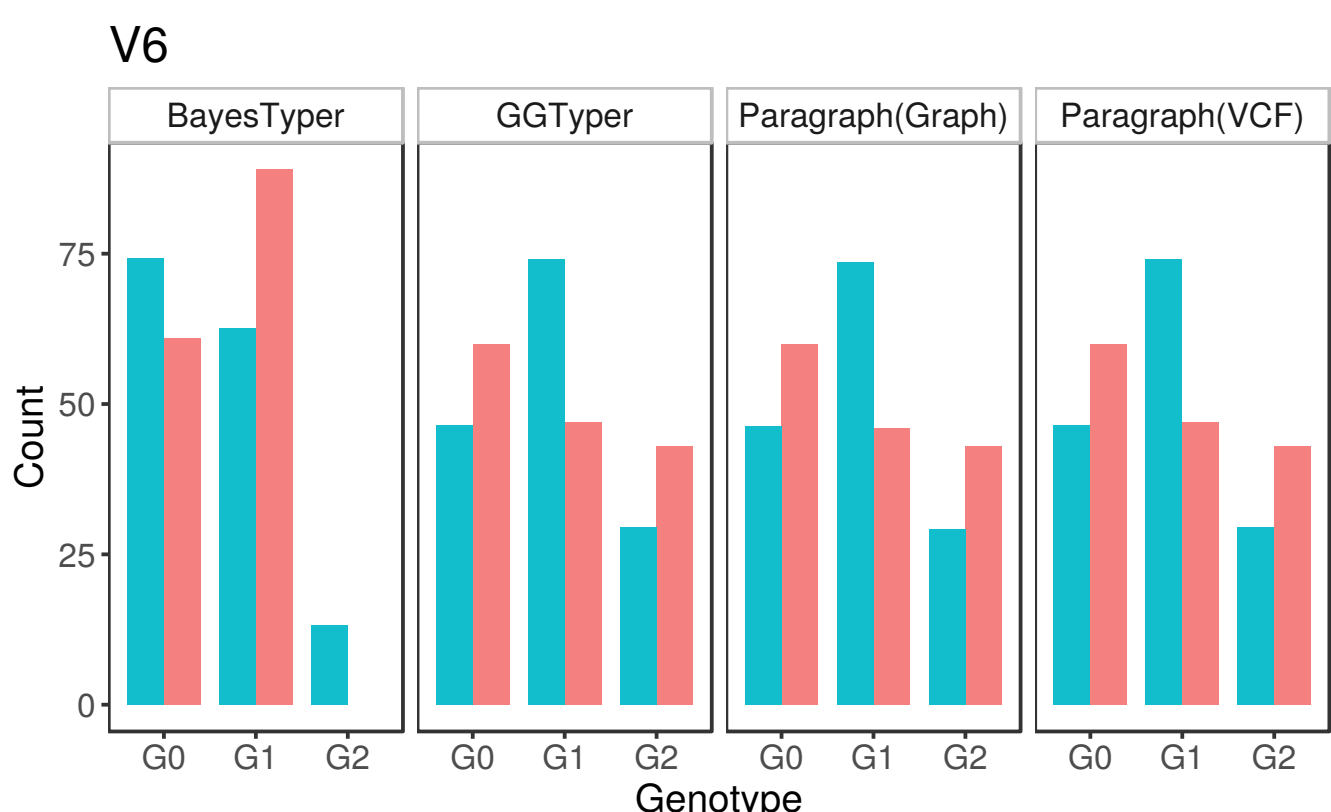 V6
BayesTyper GGTyper Paragraph(Graph) Paragraph(VCF)
75
50
25
0
Count
G0 G1 G2 G0 G1 G2 G0 G1 G2 G0 G1 G2
Genotype